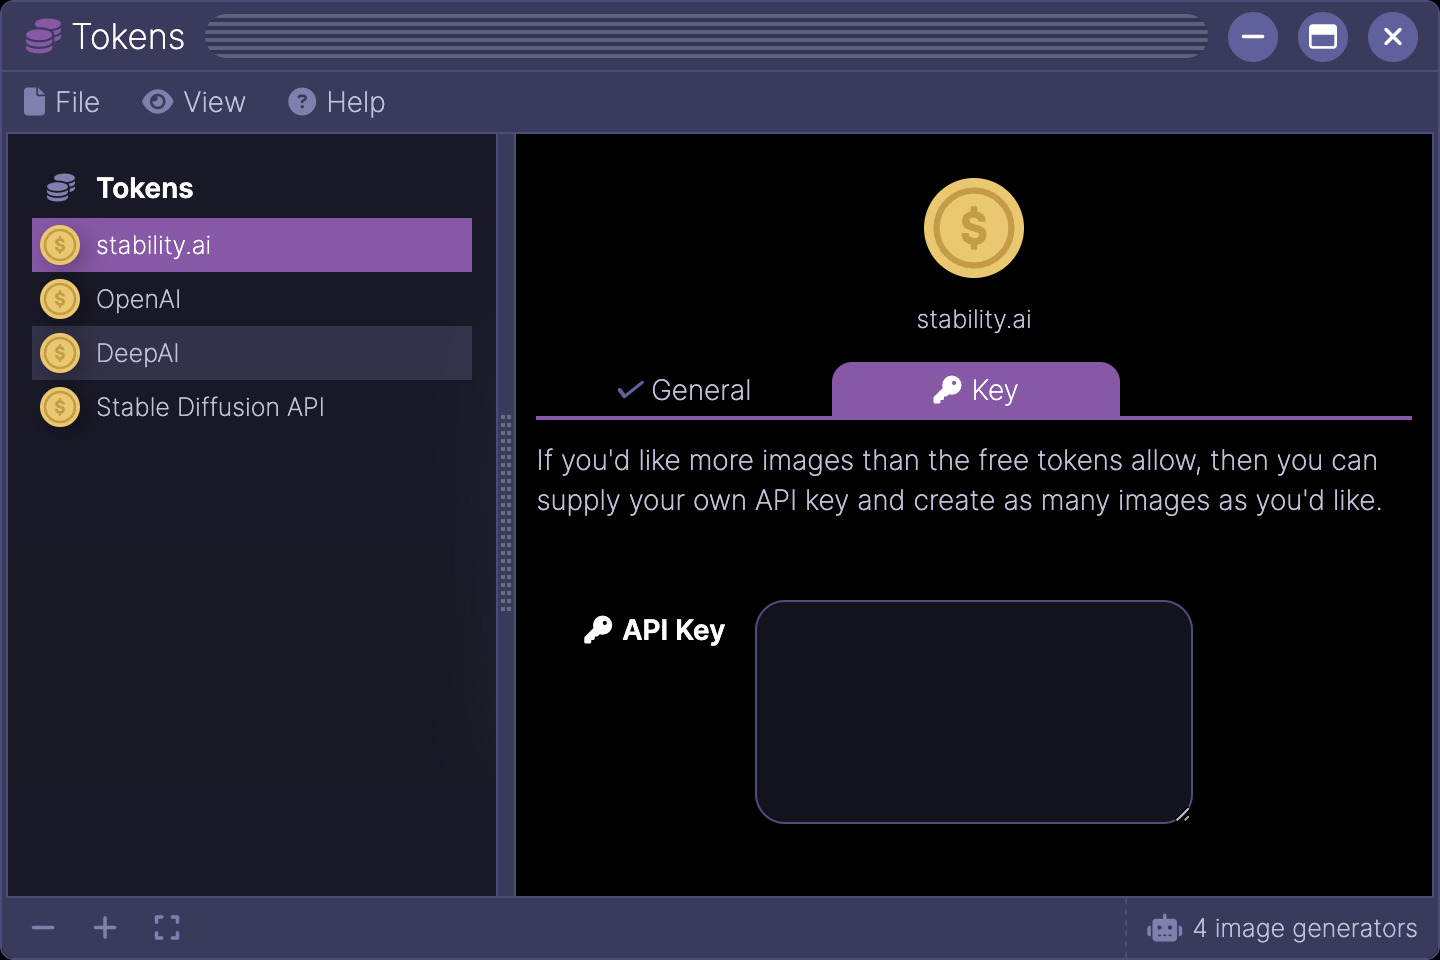 Tokens
File View Help
Tokens
stability.ai
OpenAI
DeepAI
Stable Diffusion API
stability.ai
General Key
If you'd like more images than the free tokens allow, then you can
supply your own API key and create as many images as you'd like.
API Key
4 image generators